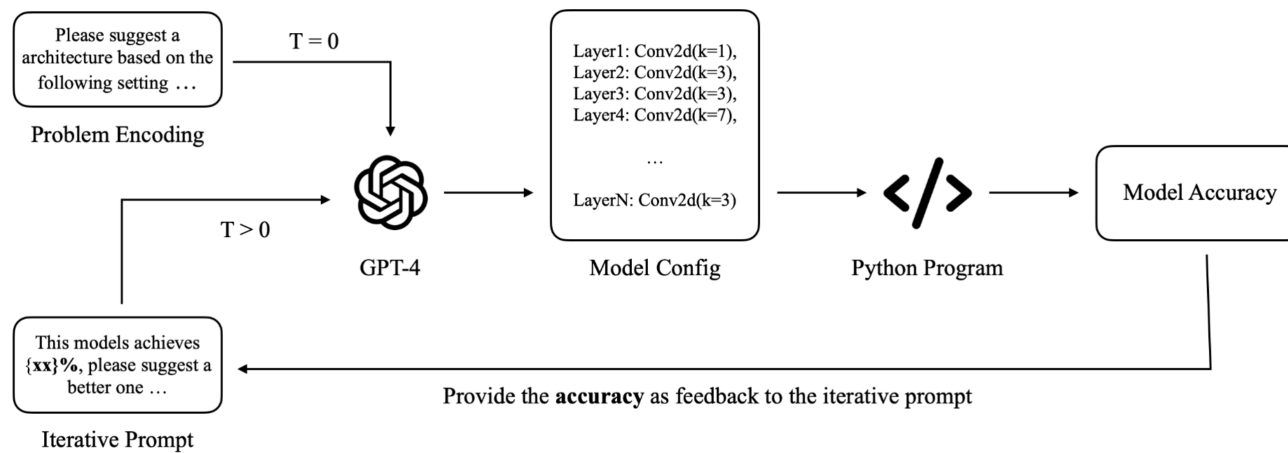 Please suggest a
architecture based on the
following setting …
Problem Encoding
T = 0
T > 0
GPT-4
Layer1: Conv2d(k=1),
Layer2: Conv2d(k=3),
Layer3: Conv2d(k=3),
Layer4: Conv2d(k=7),
…
LayerN: Conv2d(k=3)
Model Config
</>
Python Program
Model Accuracy
This models achieves
{xx}%, please suggest a
better one …
Iterative Prompt
Provide the accuracy as feedback to the iterative prompt